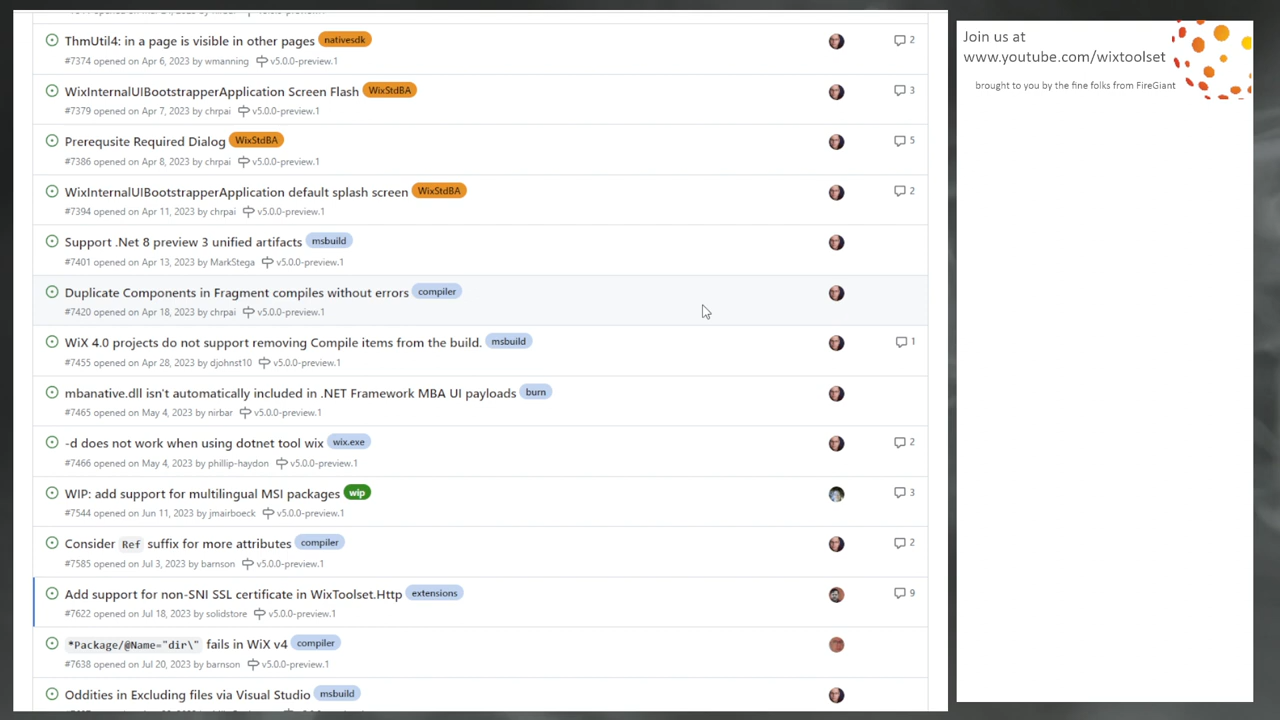 ThmUtil4: in a page is visible in other pages nativesdk
2
#7374 opened on Apr 6, 2023 by wmanning v5.0.0-preview.1
WixInternalUIBootstrapperApplication Screen Flash WixStdBA
3
#7379 opened on Apr 7, 2023 by chrpai v5.0.0-preview.1
Prerequsite Required Dialog WixStdBA
5
#7386 opened on Apr 8, 2023 by chrpai v5.0.0-preview.1
WixInternalUIBootstrapperApplication default splash screen WixStdBA
2
#7394 opened on Apr 11, 2023 by chrpai v5.0.0-preview.1
Support .Net 8 preview 3 unified artifacts msbuild
#7401 opened on Apr 13, 2023 by MarkStega v5.0.0-preview.1
Duplicate Components in Fragment compiles without errors compiler
#7420 opened on Apr 18, 2023 by chrpai v5.0.0-preview.1
WiX 4.0 projects do not support removing Compile items from the build. msbuild
1
#7455 opened on Apr 28, 2023 by djohnst10 v5.0.0-preview.1
mbanative.dll isn't automatically included in .NET Framework MBA UI payloads burn
#7465 opened on May 4, 2023 by nirbar v5.0.0-preview.1
-d does not work when using dotnet tool wix wix.exe
2
#7466 opened on May 4, 2023 by phillip-haydon v5.0.0-preview.1
WIP: add support for multilingual MSI packages wip
3
#7544 opened on Jun 11, 2023 by jmairboeck v5.0.0-preview.1
Consider Ref suffix for more attributes compiler
2
#7585 opened on Jul 3, 2023 by barnson v5.0.0-preview.1
Add support for non-SNI SSL certificate in WixToolset.Http extensions
9
#7622 opened on Jul 18, 2023 by solidstore v5.0.0-preview.1
*Package/@Name="dir\" fails in WiX v4 compiler
#7638 opened on Jul 20, 2023 by barnson v5.0.0-preview.1
Oddities in Excluding files via Visual Studio msbuild
Join us at
www.youtube.com/wixtoolset
brought to you by the fine folks from FireGiant